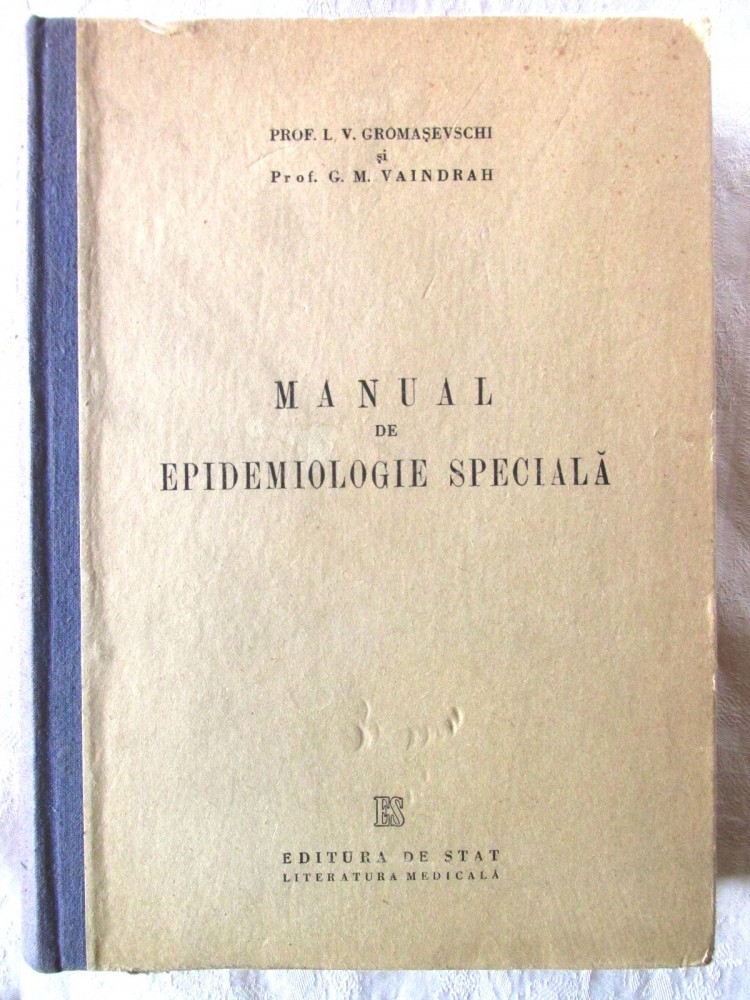 PROF. L. V. GROMAȘEVSCHI
și
Prof. G. M. VAINDRAH
MANUAL
DE
EPIDEMIOLOGIE SPECIALĂ
ES
EDITURA DE STAT
LITERATURA MEDICALĂ